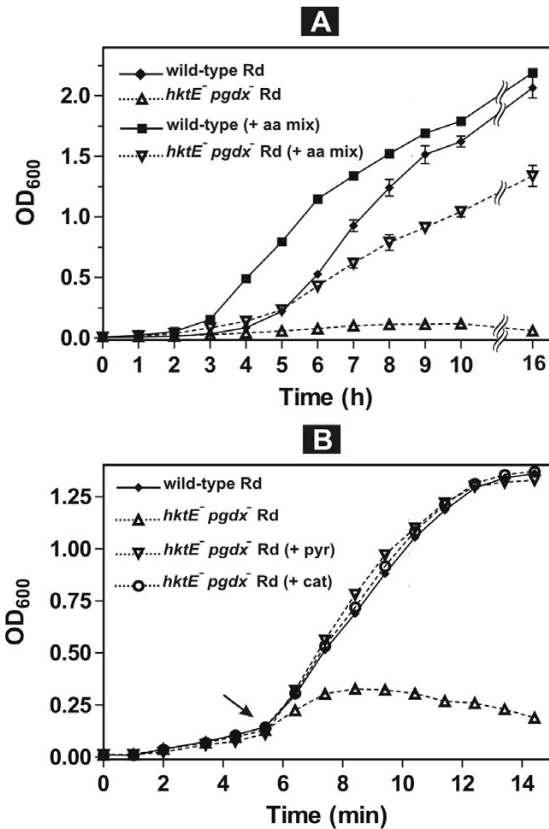 A
wild-type Rd
hktE⁻ pgdx⁻ Rd
wild-type (+ aa mix)
hktE⁻ pgdx⁻ Rd (+ aa mix)
OD₆₀₀
2.0
1.5
1.0
0.5
0.0
0 1 2 3 4 5 6 7 8 9 10 16
Time (h)
B
wild-type Rd
hktE⁻ pgdx⁻ Rd
hktE⁻ pgdx⁻ Rd (+ pyr)
hktE⁻ pgdx⁻ Rd (+ cat)
OD₆₀₀
1.25
1.00
0.75
0.50
0.25
0.00
0 2 4 6 8 10 12 14
Time (min)